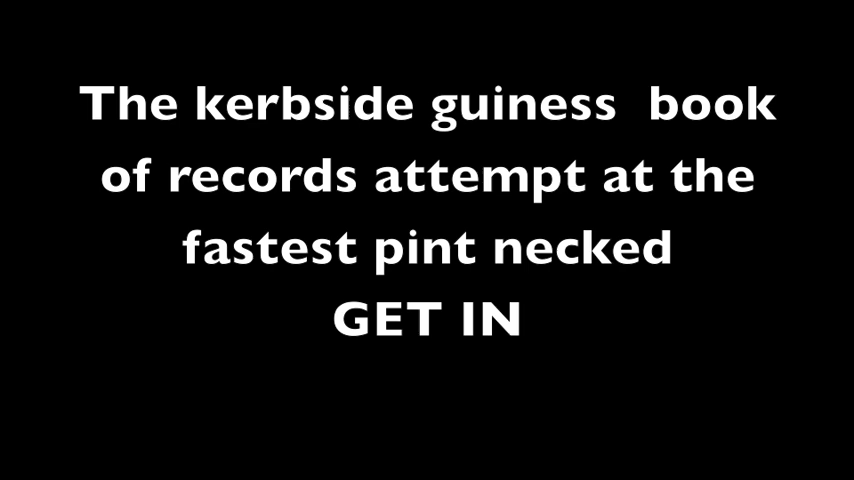 The kerbside guiness  book
of records attempt at the
fastest pint necked
GET IN